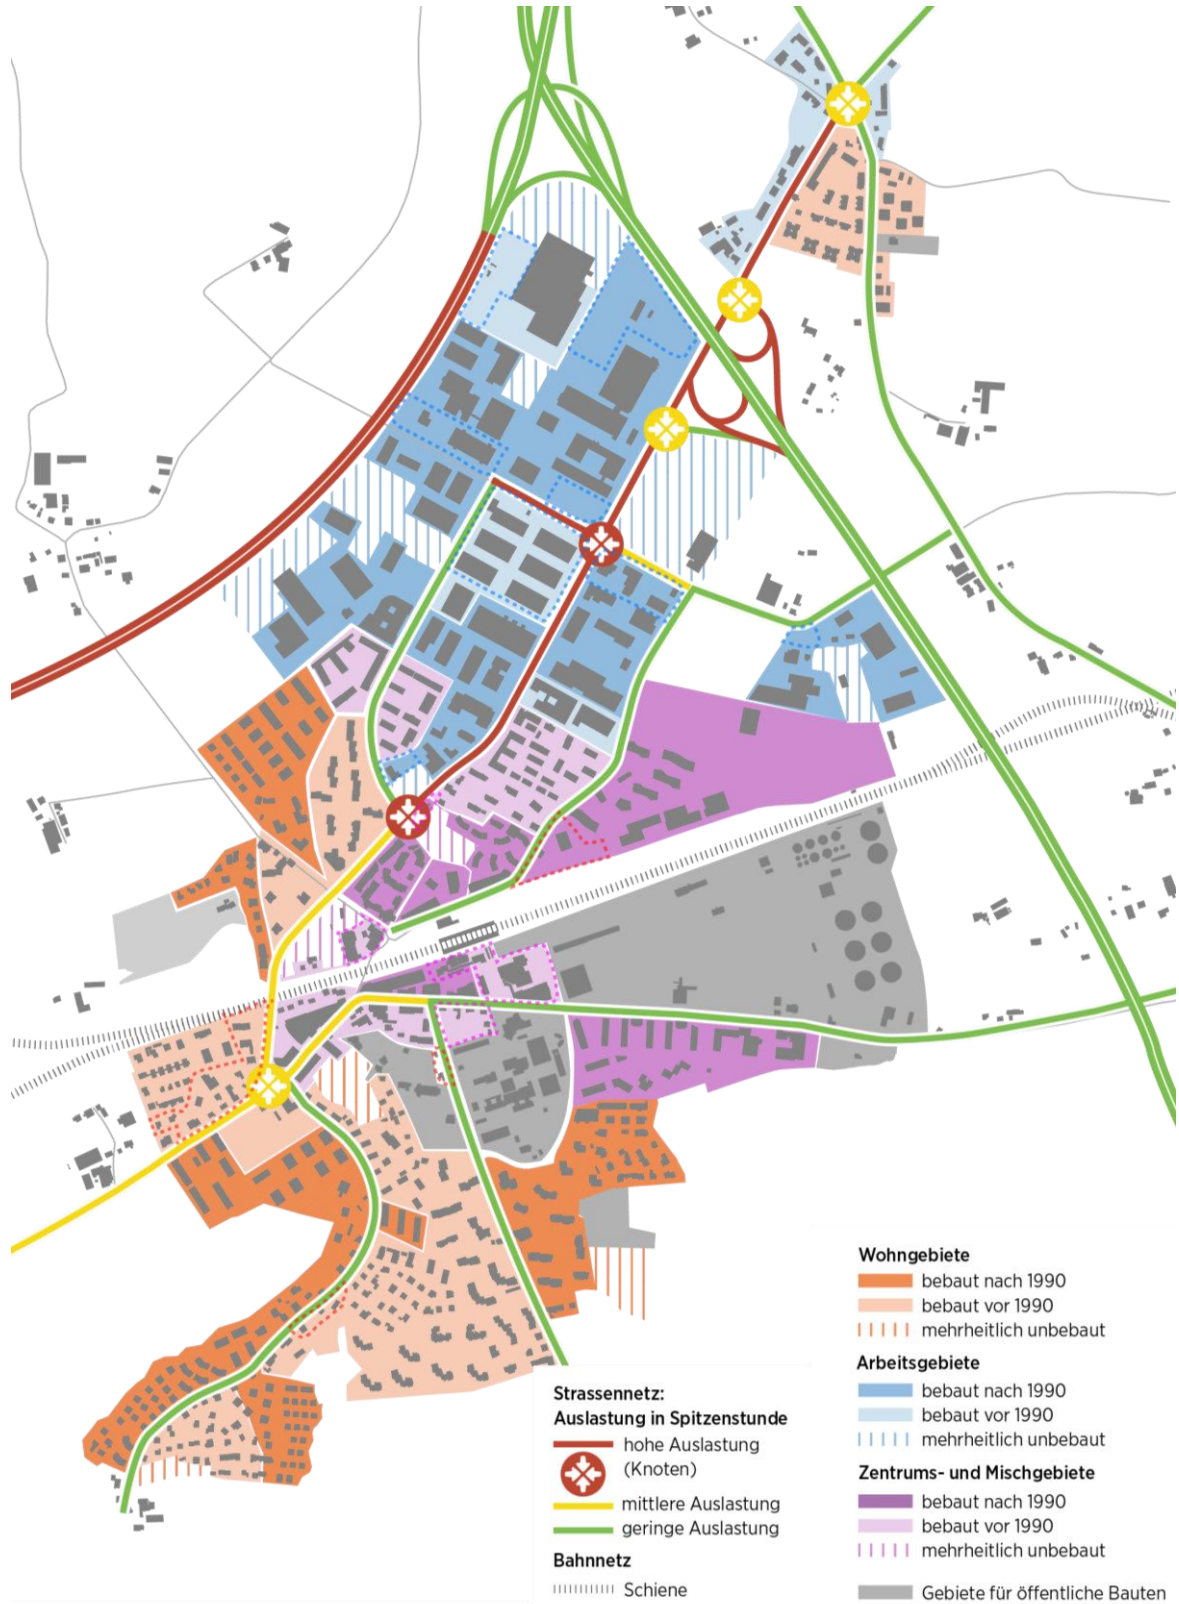 Wohngebiete
bebaut nach 1990
bebaut vor 1990
mehrheitlich unbebaut
Arbeitsgebiete
bebaut nach 1990
bebaut vor 1990
mehrheitlich unbebaut
Zentrums- und Mischgebiete
bebaut nach 1990
bebaut vor 1990
mehrheitlich unbebaut
Gebiete für öffentliche Bauten
Strassennetz:
Auslastung in Spitzenstunde
hohe Auslastung
(Knoten)
mittlere Auslastung
geringe Auslastung
Bahnnetz
Schiene